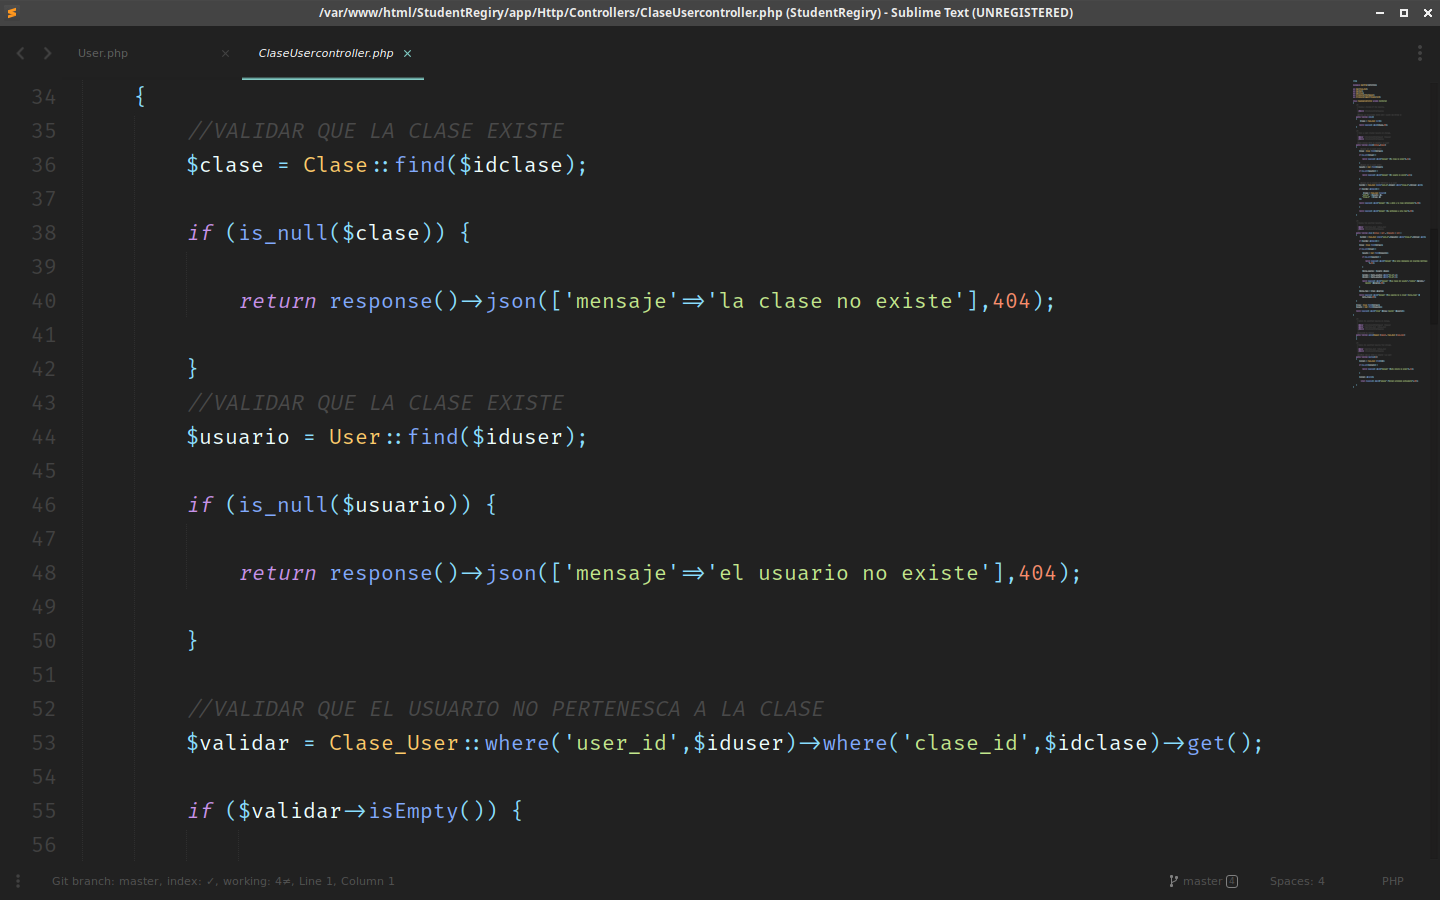 /var/www/html/StudentRegiry/app/Http/Controllers/ClaseUsercontroller.php (StudentRegiry) - Sublime Text (UNREGISTERED)
User.php × ClaseUsercontroller.php ×
34 {
35 //VALIDAR QUE LA CLASE EXISTE
36 $clase = Clase::find($idclase);
37
38 if (is_null($clase)) {
39
40 return response()->json(['mensaje'=>'la clase no existe'],404);
41
42 }
43 //VALIDAR QUE LA CLASE EXISTE
44 $usuario = User::find($iduser);
45
46 if (is_null($usuario)) {
47
48 return response()->json(['mensaje'=>'el usuario no existe'],404);
49
50 }
51
52 //VALIDAR QUE EL USUARIO NO PERTENESCA A LA CLASE
53 $validar = Clase_User::where('user_id',$iduser)->where('clase_id',$idclase)->get();
54
55 if ($validar->isEmpty()) {
56
Git branch: master, index: ✓, working: 4≠, Line 1, Column 1 master 4 Spaces: 4 PHP